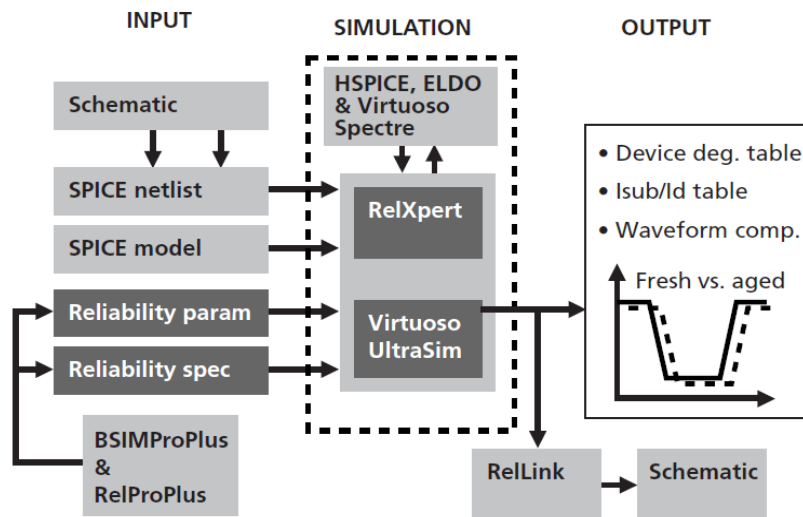 INPUT
SIMULATION
OUTPUT
Schematic
SPICE netlist
SPICE model
Reliability param
Reliability spec
BSIMProPlus
&
RelProPlus
HSPICE, ELDO
& Virtuoso
Spectre
RelXpert
Virtuoso
UltraSim
• Device deg. table
• Isub/Id table
• Waveform comp.
Fresh vs. aged
RelLink
Schematic